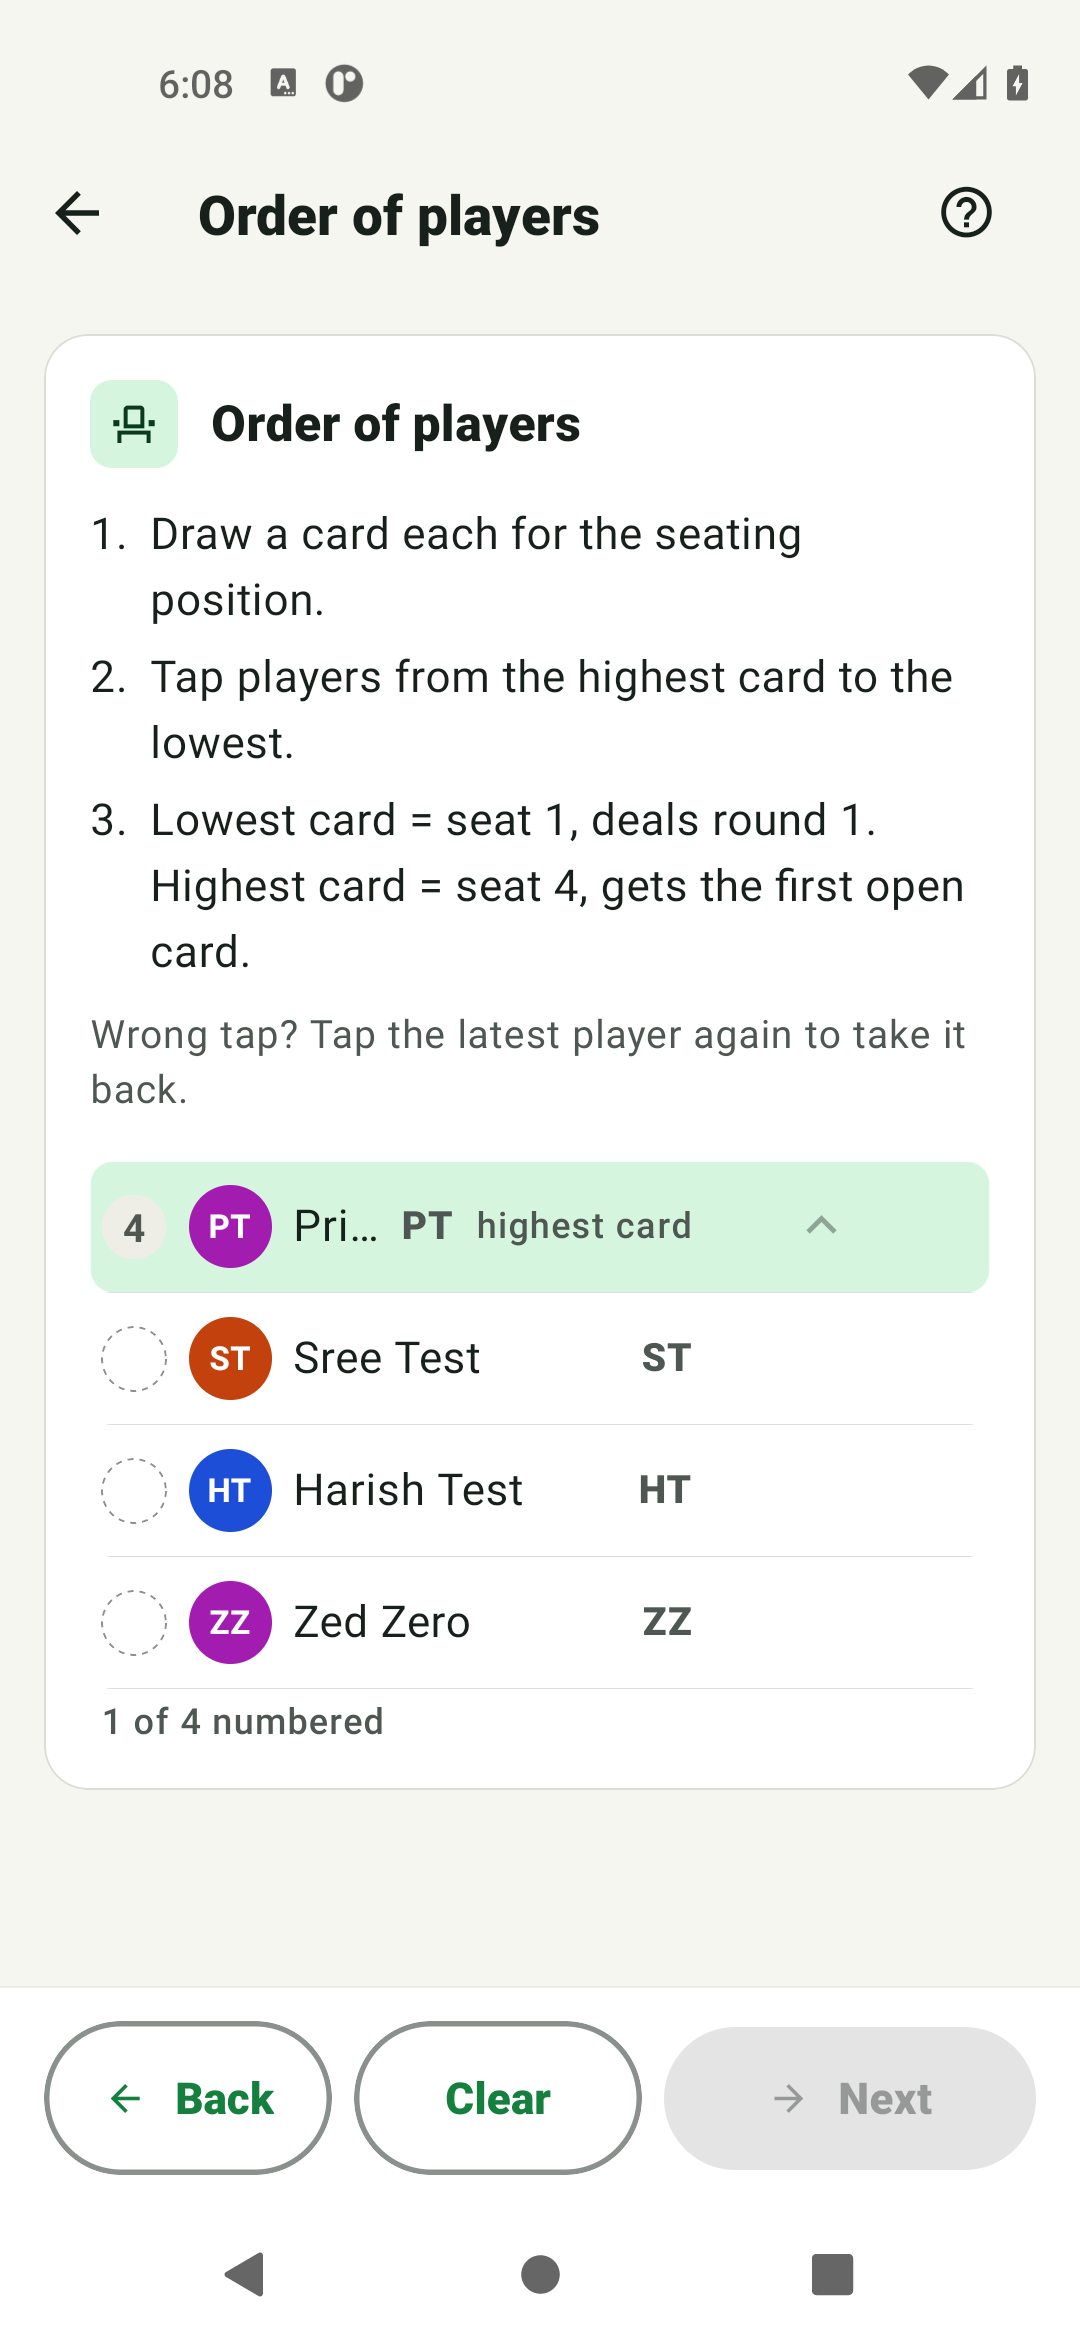 6:08
Order of players
Order of players
1. Draw a card each for the seating
position.
2. Tap players from the highest card to the
lowest.
3. Lowest card = seat 1, deals round 1.
Highest card = seat 4, gets the first open
card.
Wrong tap? Tap the latest player again to take it
back.
4 PT Pri... PT highest card
ST Sree Test ST
HT Harish Test HT
ZZ Zed Zero ZZ
1 of 4 numbered
Back Clear Next